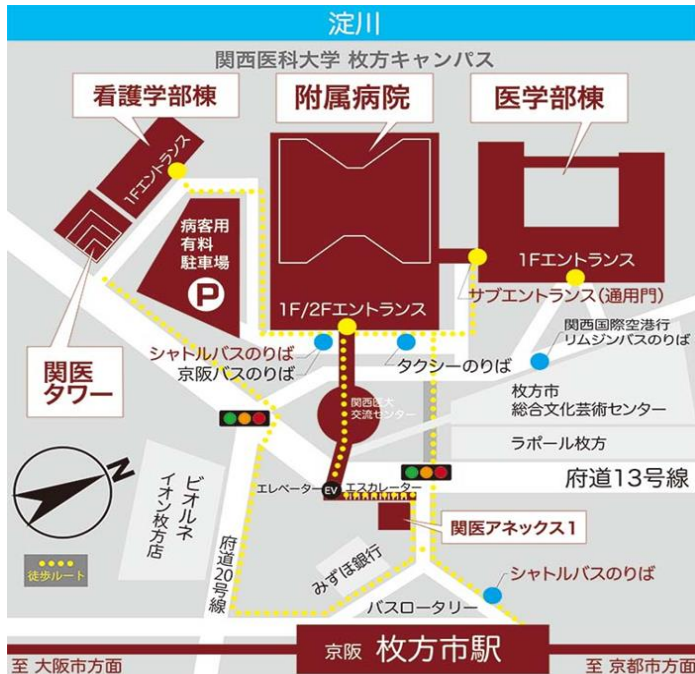 淀川
関西医科大学 枚方キャンパス
看護学部棟
附属病院
医学部棟
1Fエントランス
病客用
有料
駐車場
P
1Fエントランス
サブエントランス(通用門)
1F/2Fエントランス
関西国際空港行
リムジンバスのりば
シャトルバスのりば
京阪バスのりば
タクシーのりば
関医
タワー
関西医大
交流センター
枚方市
総合文化芸術センター
ラポール枚方
府道13号線
N
ビオルネ
イオン枚方店
エレベーター
EV
エスカレーター
関医アネックス1
徒歩ルート
府道20号線
みずほ銀行
シャトルバスのりば
バスロータリー
京阪 枚方市駅
至 大阪市方面
至 京都市方面